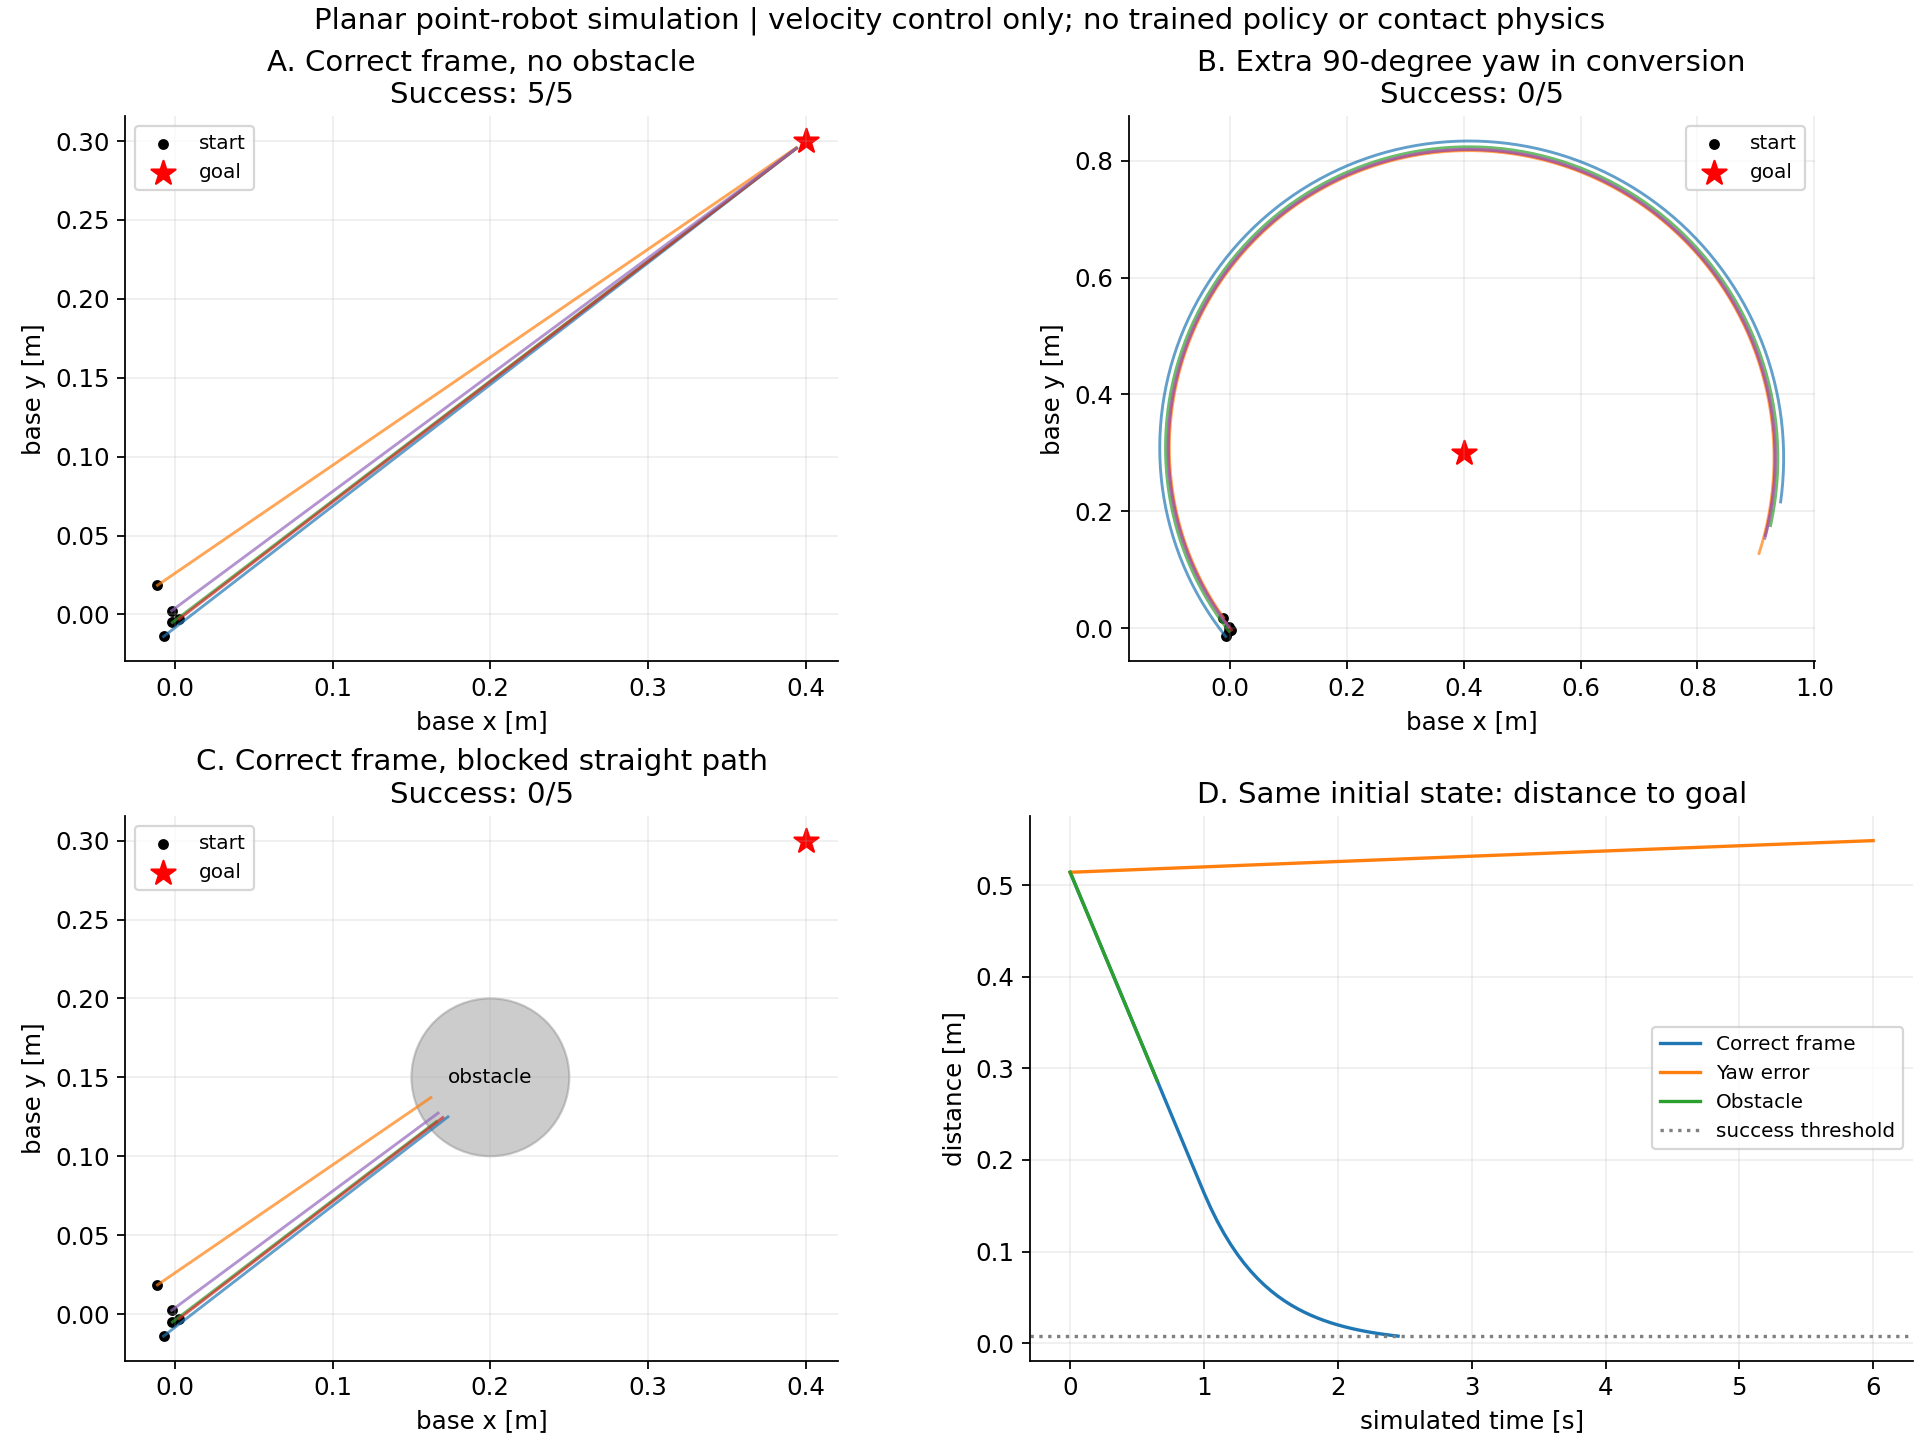 Planar point-robot simulation | velocity control only; no trained policy or contact physics
A. Correct frame, no obstacle
Success: 5/5
start
goal
0.30
0.25
0.20
0.15
0.10
0.05
0.00
base y [m]
0.0 0.1 0.2 0.3 0.4
base x [m]
B. Extra 90-degree yaw in conversion
Success: 0/5
start
goal
0.8
0.6
0.4
0.2
0.0
base y [m]
0.0 0.2 0.4 0.6 0.8 1.0
base x [m]
C. Correct frame, blocked straight path
Success: 0/5
start
goal
obstacle
0.30
0.25
0.20
0.15
0.10
0.05
0.00
base y [m]
0.0 0.1 0.2 0.3 0.4
base x [m]
D. Same initial state: distance to goal
0.5
0.4
0.3
0.2
0.1
0.0
distance [m]
Correct frame
Yaw error
Obstacle
success threshold
0 1 2 3 4 5 6
simulated time [s]